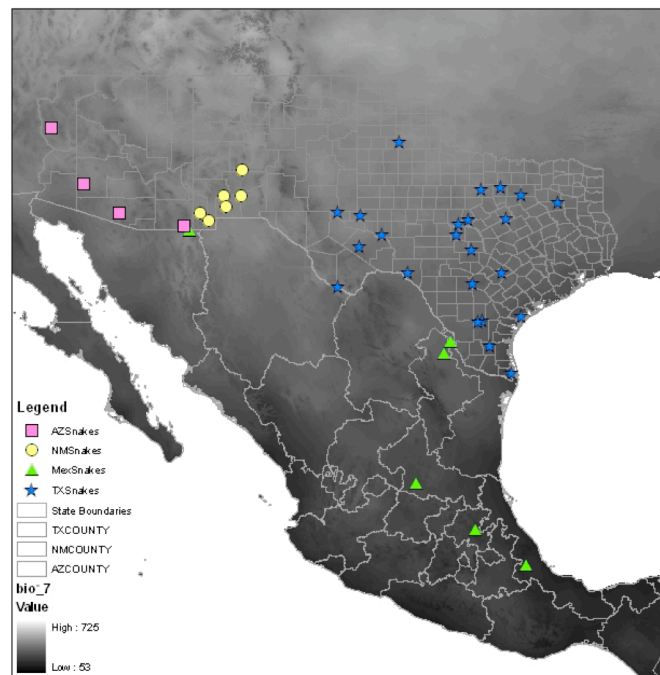 Legend
AZSnakes
NMSnakes
MexSnakes
TXSnakes
State Boundaries
TXCOUNTY
NMCOUNTY
AZCOUNTY
bio_7
Value
High : 725
Low : 53